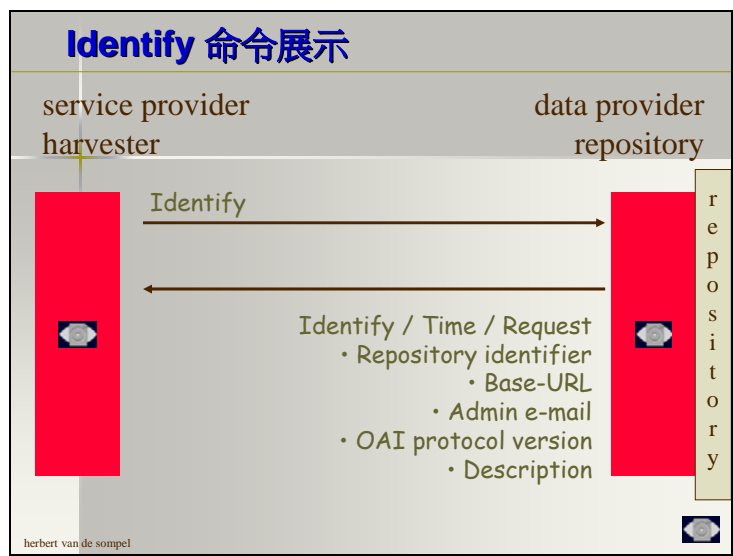 Identify 命令展示
service provider
harvester
data provider
repository
Identify
Identify / Time / Request
• Repository identifier
• Base-URL
• Admin e-mail
• OAI protocol version
• Description
repository
herbert van de sompel